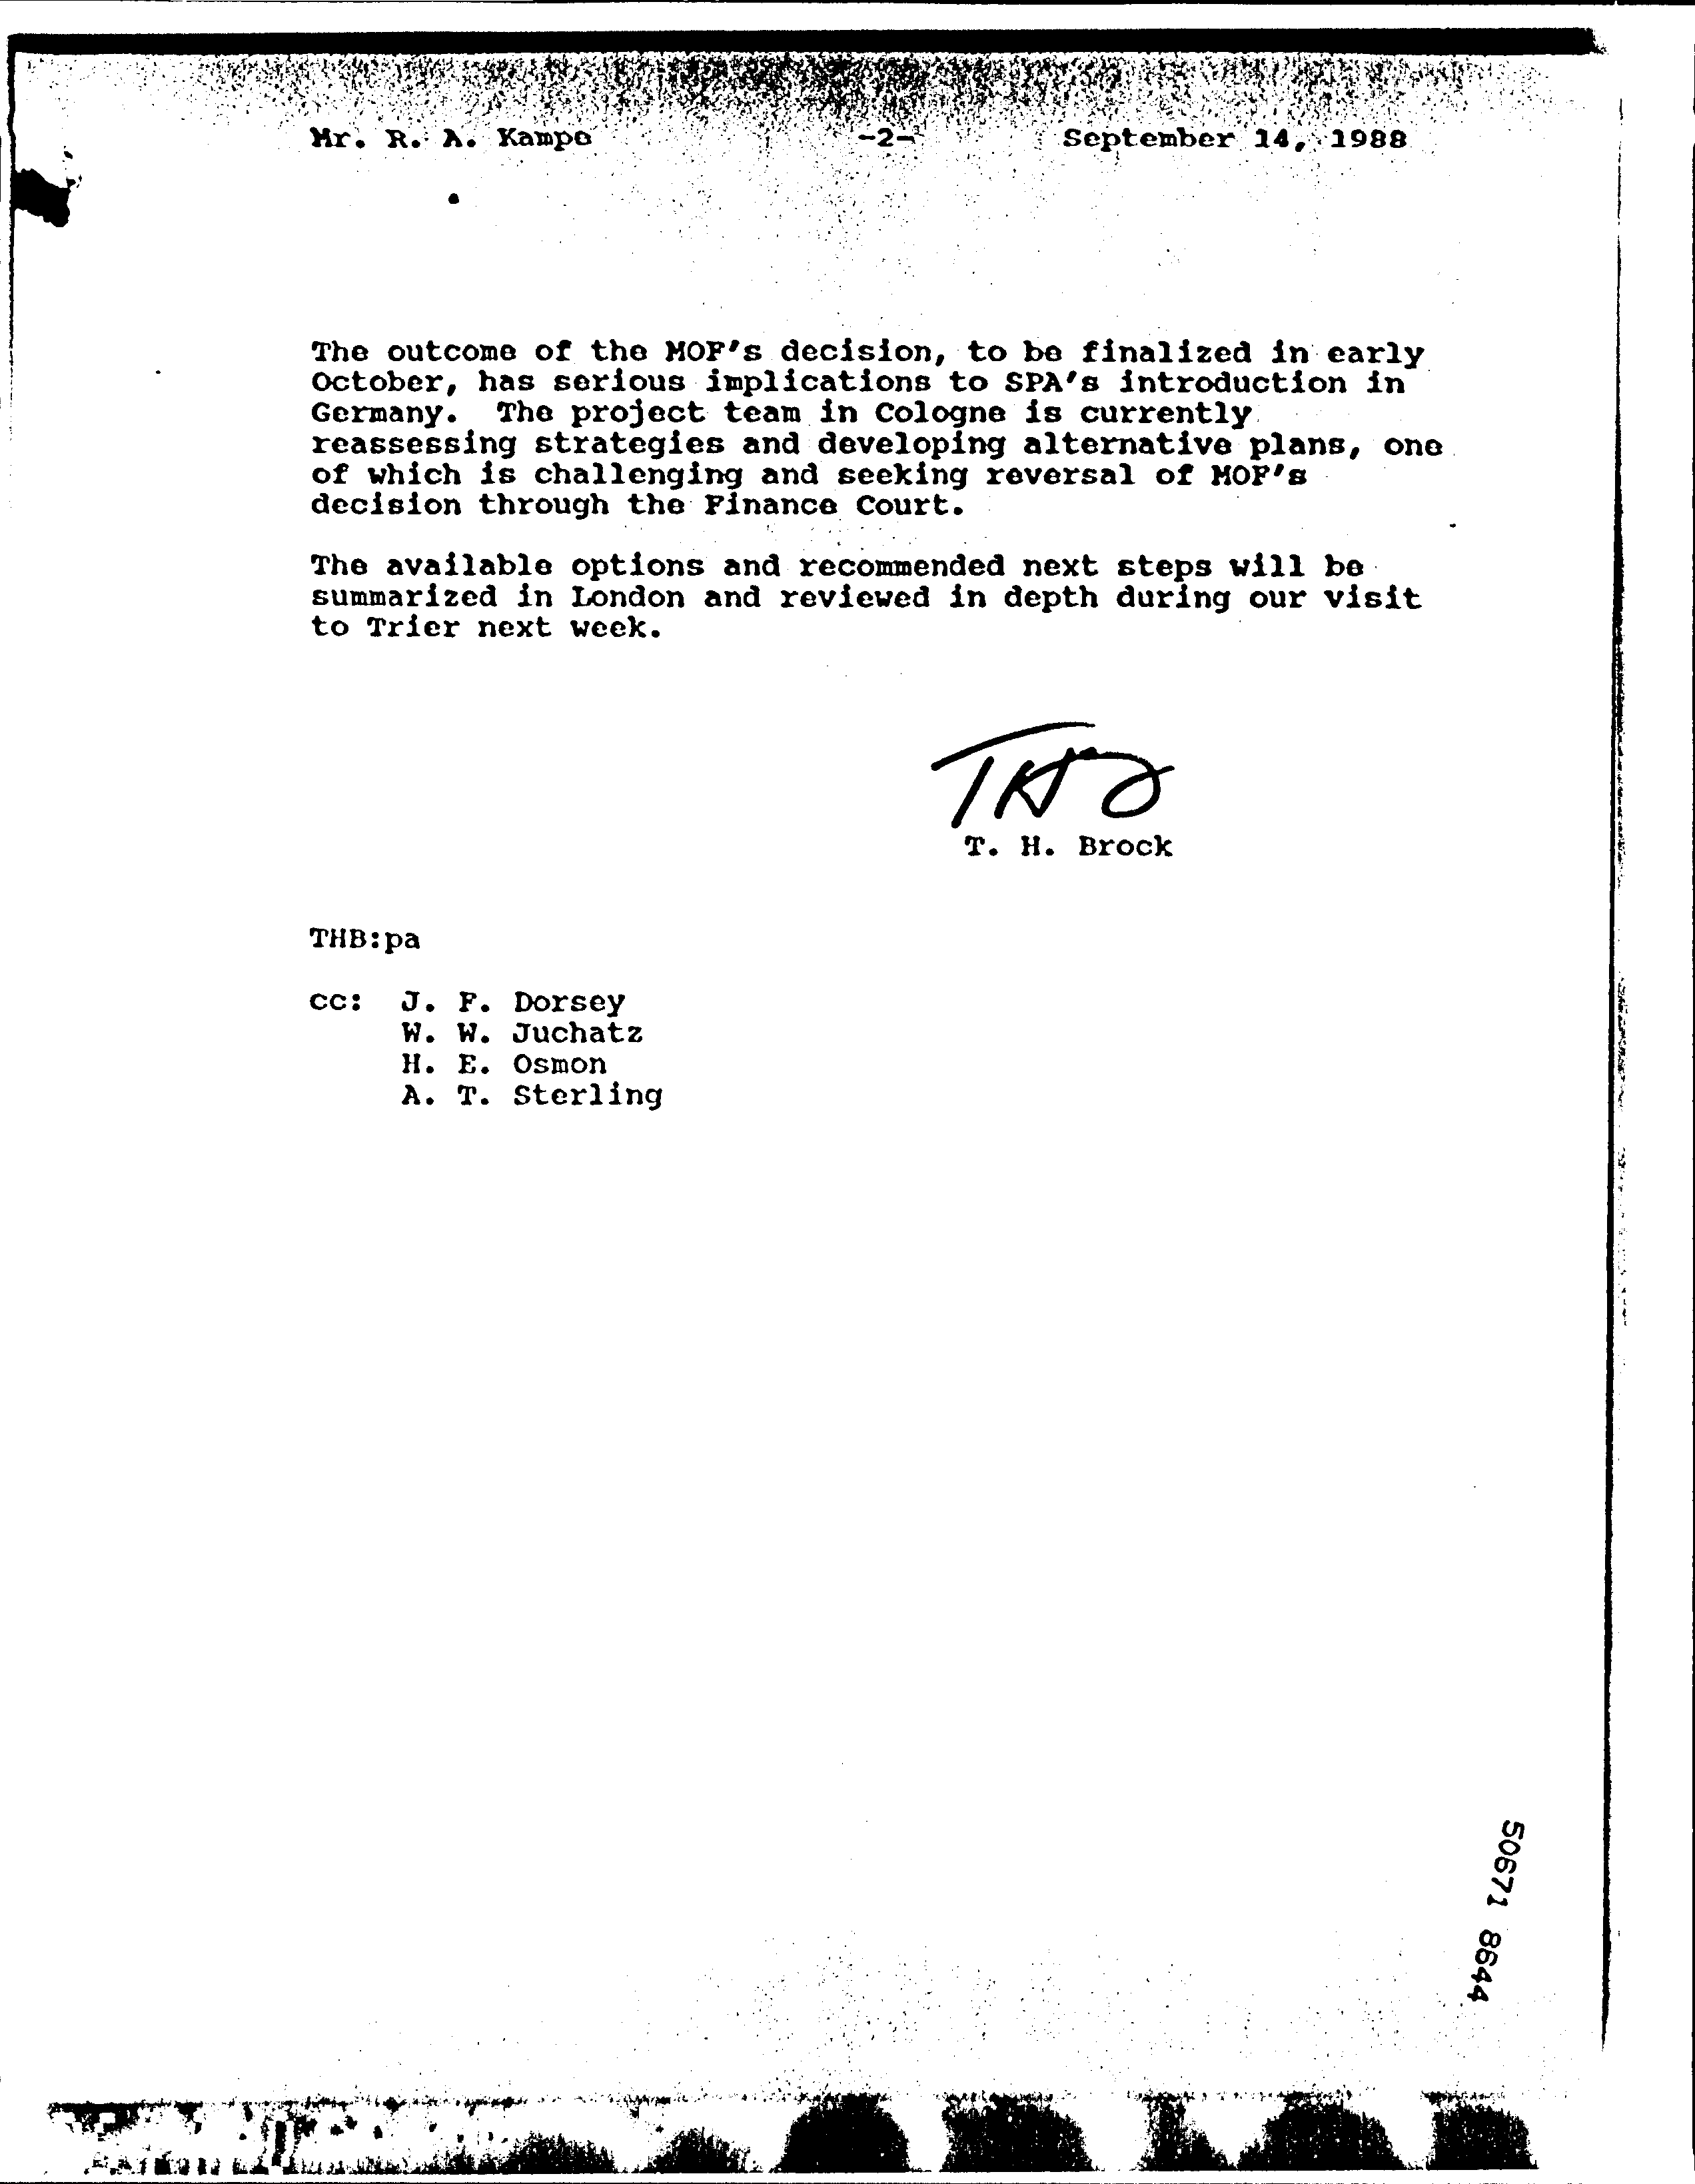 Mr. R. A. Kampe -2- September 14, 1988
The outcome of the MOF's decision, to be finalized in early
October, has serious implications to SPA's introduction in
Germany. The project team in Cologne is currently
reassessing strategies and developing alternative plans, one
of which is challenging and seeking reversal of MOF's
decision through the Finance Court.
The available options and recommended next steps will be
summarized in London and reviewed in depth during our visit
to Trier next week.
THB
T. H. Brock
THB:pa
cc: J. F. Dorsey
W. W. Juchatz
H. E. Osmon
A. T. Sterling
50671 8644